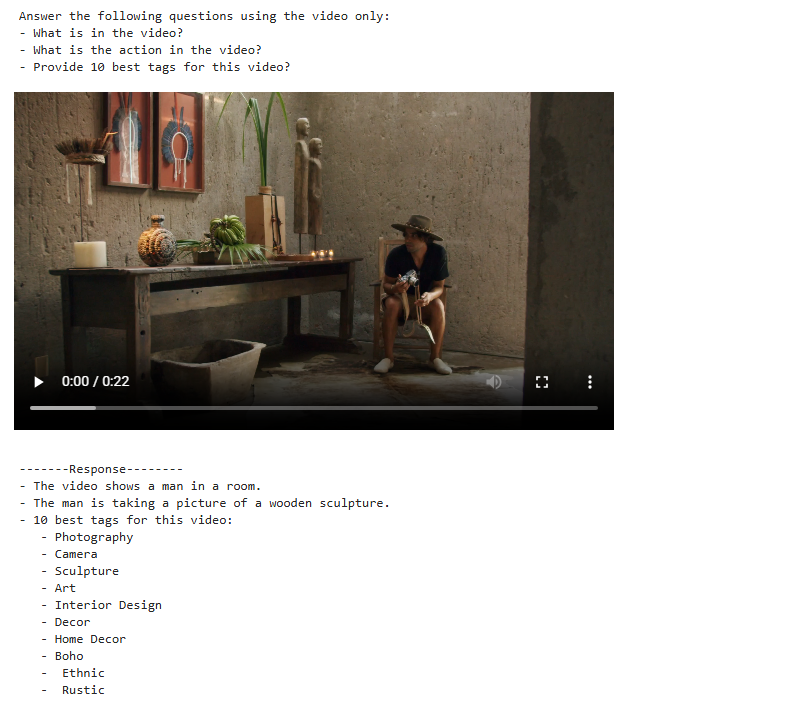 Answer the following questions using the video only:
- What is in the video?
- What is the action in the video?
- Provide 10 best tags for this video?
0:00 / 0:22
-------Response--------
- The video shows a man in a room.
- The man is taking a picture of a wooden sculpture.
- 10 best tags for this video:
- Photography
- Camera
- Sculpture
- Art
- Interior Design
- Decor
- Home Decor
- Boho
- Ethnic
- Rustic